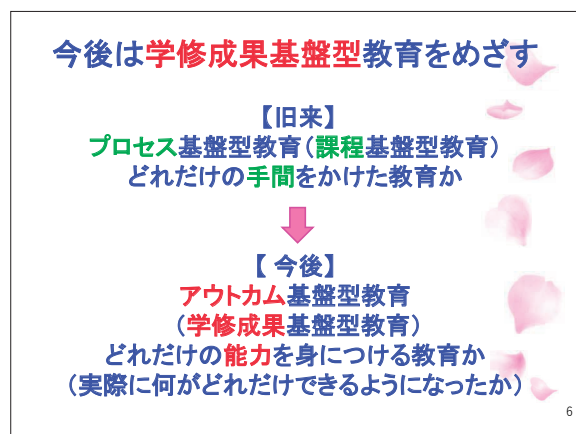 今後は学修成果基盤型教育をめざす
【旧来】
プロセス基盤型教育(課程基盤型教育)
どれだけの手間をかけた教育か
【 今後】
アウトカム基盤型教育
(学修成果基盤型教育)
どれだけの能力を身につける教育か
(実際に何がどれだけできるようになったか)
6